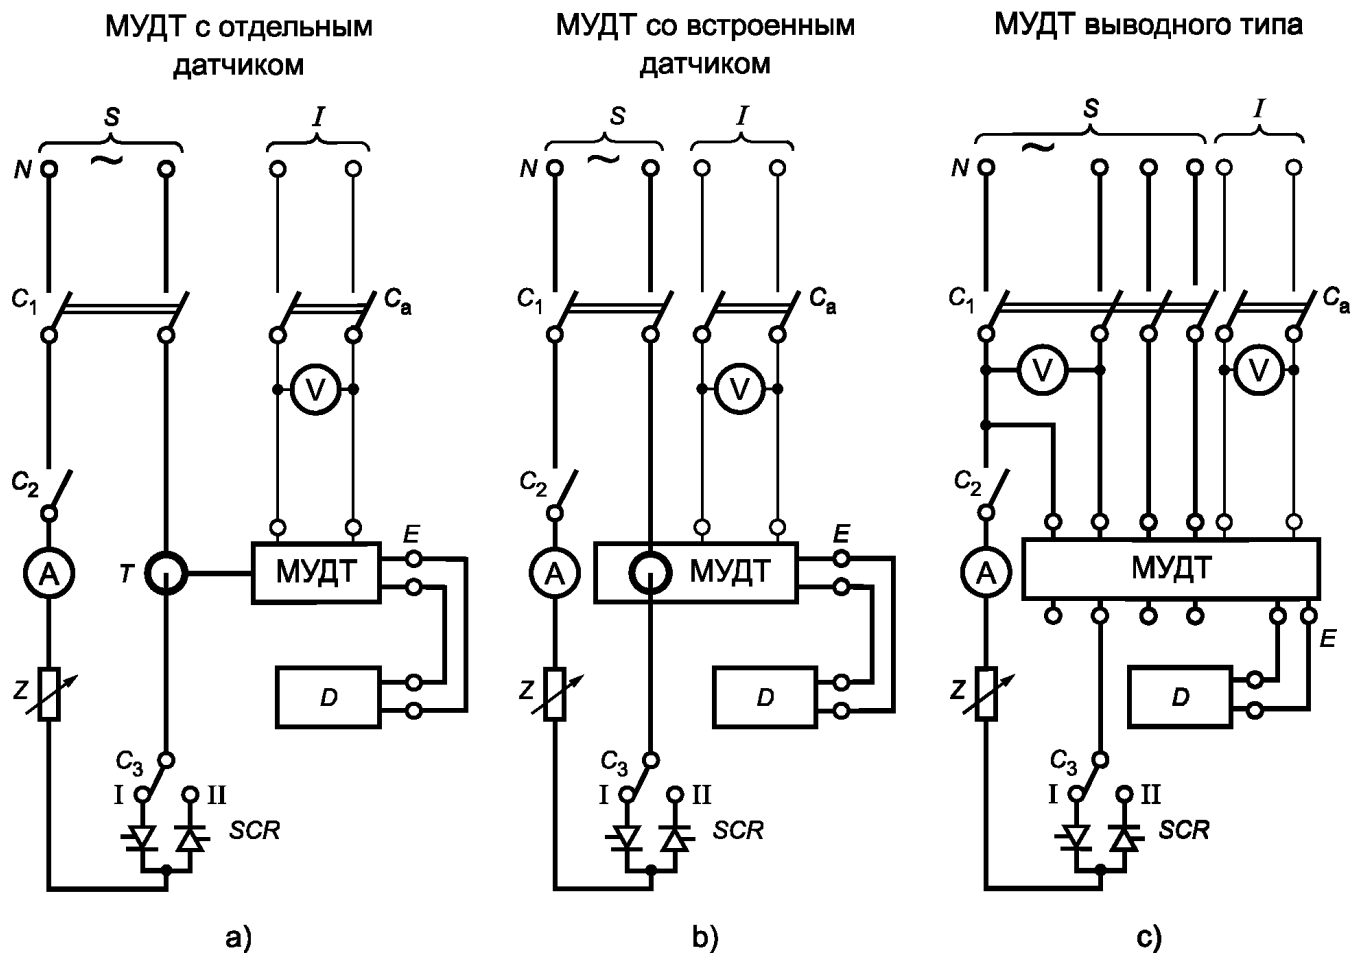 МУДТ с отдельным
датчиком
S
I
N
~
C1
Ca
V
C2
E
A
T
МУДТ
Z
D
C3
I
II
SCR
a)
МУДТ со встроенным
датчиком
S
I
N
~
C1
Ca
V
C2
E
A
МУДТ
Z
D
C3
I
II
SCR
b)
МУДТ выводного типа
S
I
N
~
C1
Ca
V
V
C2
A
МУДТ
E
Z
D
C3
I
II
SCR
c)